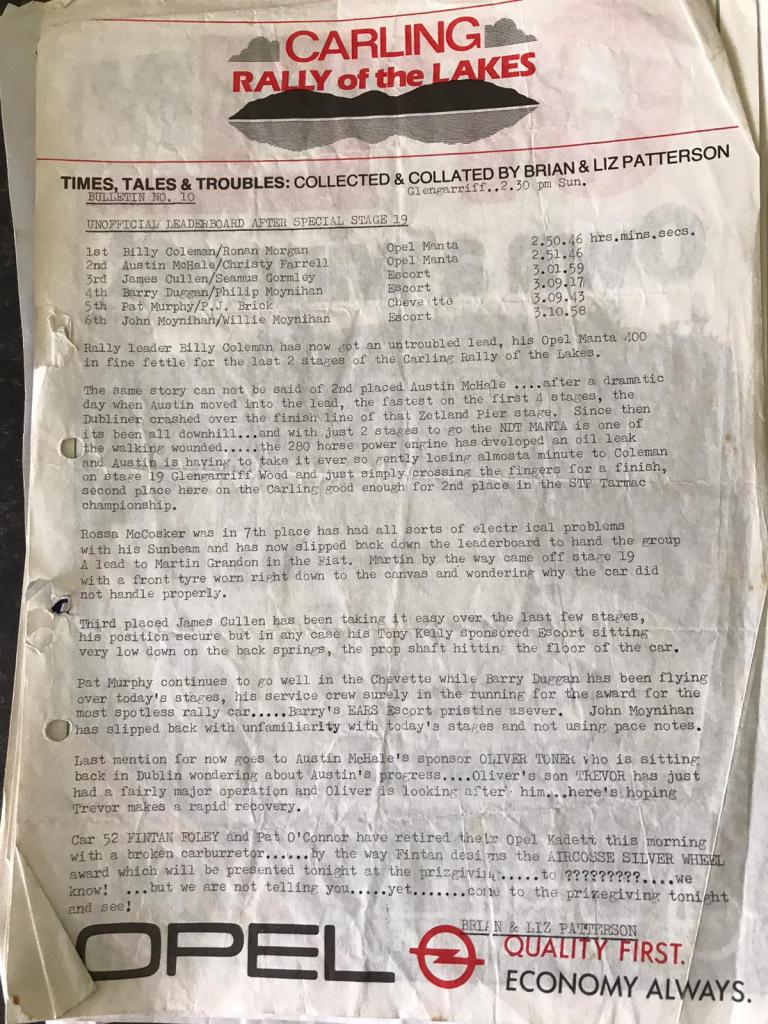 CARLING
RALLY of the LAKES
TIMES, TALES & TROUBLES: COLLECTED & COLLATED BY BRIAN & LIZ PATTERSON
BULLETIN NO. 10
Glengarriff..2.30 pm Sun.
UNOFFICIAL LEADERBOARD AFTER SPECIAL STAGE 19
1st Billy Coleman/Ronan Morgan Opel Manta 2.50.46 hrs.mins.secs.
2nd Austin McHale/Christy Farrell Opel Manta 2.51.46
3rd James Cullen/Seamus Gormley Escort 3.01.59
4th Barry Duggan/Philip Moynihan Escort 3.09.17
5th Pat Murphy/P.J. Brick Cheve tte 3.09.43
6th John Moynihan/Willie Moynihan Escort 3.10.58
Rally leader Billy Coleman has now got an untroubled lead, his Opel Manta 400
in fine fettle for the last 2 stages of the Carling Rally of the Lakes.
The same story can not be said of 2nd placed Austin McHale ....after a dramatic
day when Austin moved into the lead, the fastest on the first 4 stages, the
Dubliner crashed over the finish line of that Zetland Pier stage. Since then
its been all downhill...and with just 2 stages to go the NDT MANTA is one of
the walking wounded.....the 280 horse power engine has developed an oil leak
and Austin is having to take it ever so gently losing almosta minute to Coleman
on stage 19 Glengarriff Wood and just simply crossing the fingers for a finish,
second place here on the Carling good enough for 2nd place in the STP Tarmac
championship.
Rossa McCosker was in 7th place has had all sorts of electr ical problems
with his Sunbeam and has now slipped back down the leaderboard to hand the group
A lead to Martin Grandon in the Fiat. Martin by the way came off stage 19
with a front tyre worn right down to the canvas and wondering why the car did
not handle properly.
Third placed James Cullen has been taking it easy over the last few stages,
his position secure but in any case his Tony Kelly sponsored Escort sitting
very low down on the back springs, the prop shaft hitting the floor of the car.
Pat Murphy continues to go well in the Chevette while Barry Duggan has been flying
over today's stages, his service crew surely in the running for the award for the
most spotless rally car.....Barry's EARS Escort pristine asever. John Moynihan
has slipped back with unfamiliarity with today's stages and not using pace notes.
Last mention for now goes to Austin McHale's sponsor OLIVER TONER who is sitting
back in Dublin wondering about Austin's progress....Oliver's son TREVOR has just
had a fairly major operation and Oliver is looking after him...here's hoping
Trevor makes a rapid recovery.
Car 52 FINTAN FOLEY and Pat O'Connor have retired their Opel Kadett this morning
with a broken carburretor......by the way Fintan designs the AIRCOSSE SILVER WHEEL
award which will be presented tonight at the prizgiving.....to ?????????....we
know! ...but we are not telling you.....yet.......come to the prizegiving tonight
and see!
BRIAN & LIZ PATTERSON
OPEL QUALITY FIRST.
ECONOMY ALWAYS.